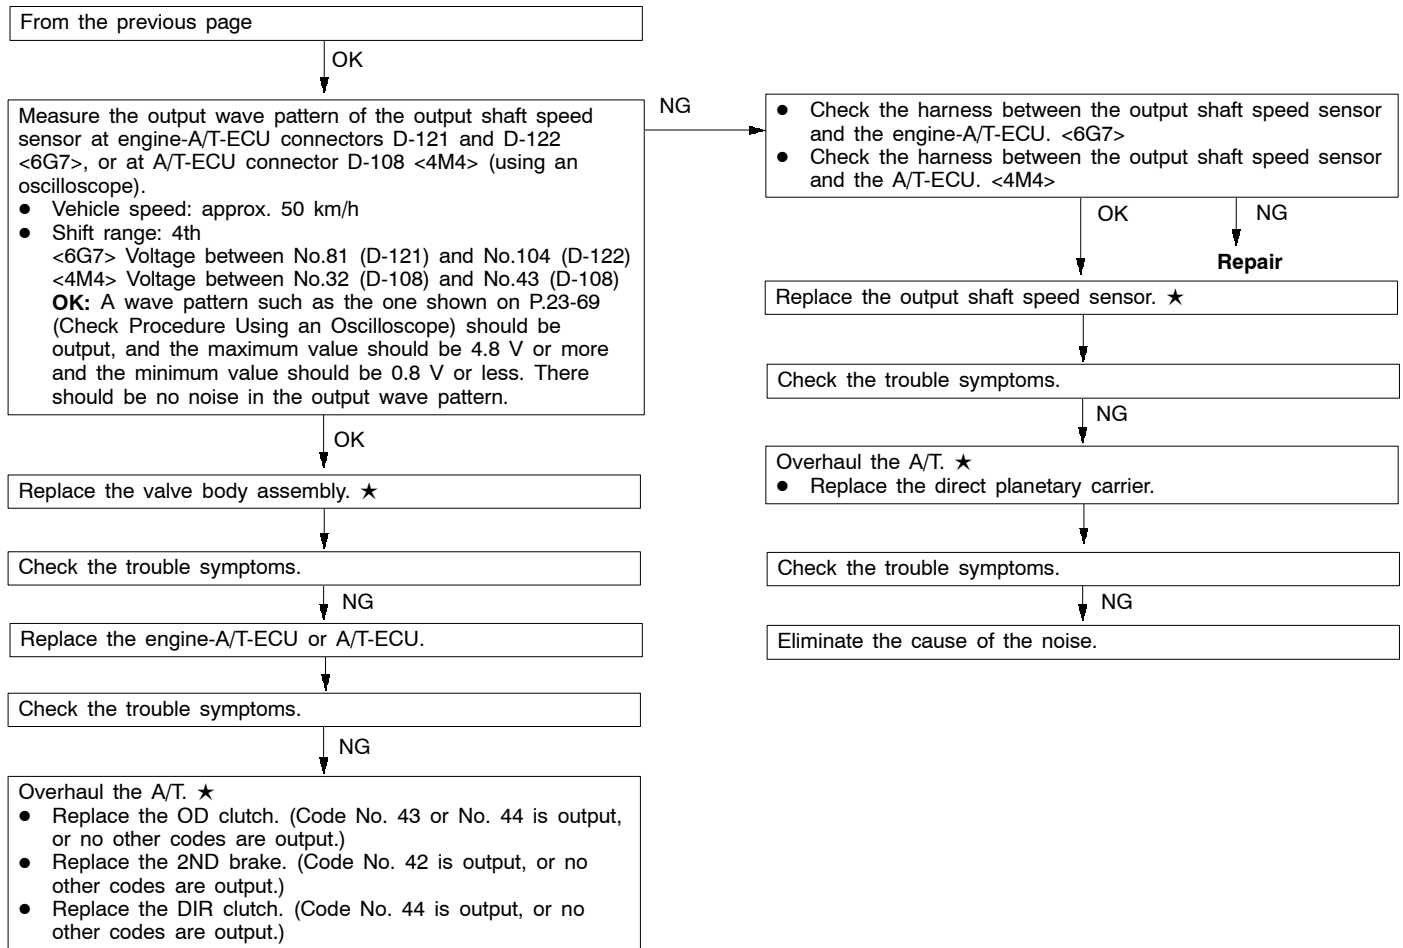 From the previous page
OK
Measure the output wave pattern of the output shaft speed
sensor at engine-A/T-ECU connectors D-121 and D-122
<6G7>, or at A/T-ECU connector D-108 <4M4> (using an
oscilloscope).
● Vehicle speed: approx. 50 km/h
● Shift range: 4th
<6G7> Voltage between No.81 (D-121) and No.104 (D-122)
<4M4> Voltage between No.32 (D-108) and No.43 (D-108)
OK: A wave pattern such as the one shown on P.23-69
(Check Procedure Using an Oscilloscope) should be
output, and the maximum value should be 4.8 V or more
and the minimum value should be 0.8 V or less. There
should be no noise in the output wave pattern.
OK
Replace the valve body assembly. ★
Check the trouble symptoms.
NG
Replace the engine-A/T-ECU or A/T-ECU.
Check the trouble symptoms.
NG
Overhaul the A/T. ★
● Replace the OD clutch. (Code No. 43 or No. 44 is output,
or no other codes are output.)
● Replace the 2ND brake. (Code No. 42 is output, or no
other codes are output.)
● Replace the DIR clutch. (Code No. 44 is output, or no
other codes are output.)
NG
● Check the harness between the output shaft speed sensor
and the engine-A/T-ECU. <6G7>
● Check the harness between the output shaft speed sensor
and the A/T-ECU. <4M4>
OK
NG
Repair
Replace the output shaft speed sensor. ★
Check the trouble symptoms.
NG
Overhaul the A/T. ★
● Replace the direct planetary carrier.
Check the trouble symptoms.
NG
Eliminate the cause of the noise.